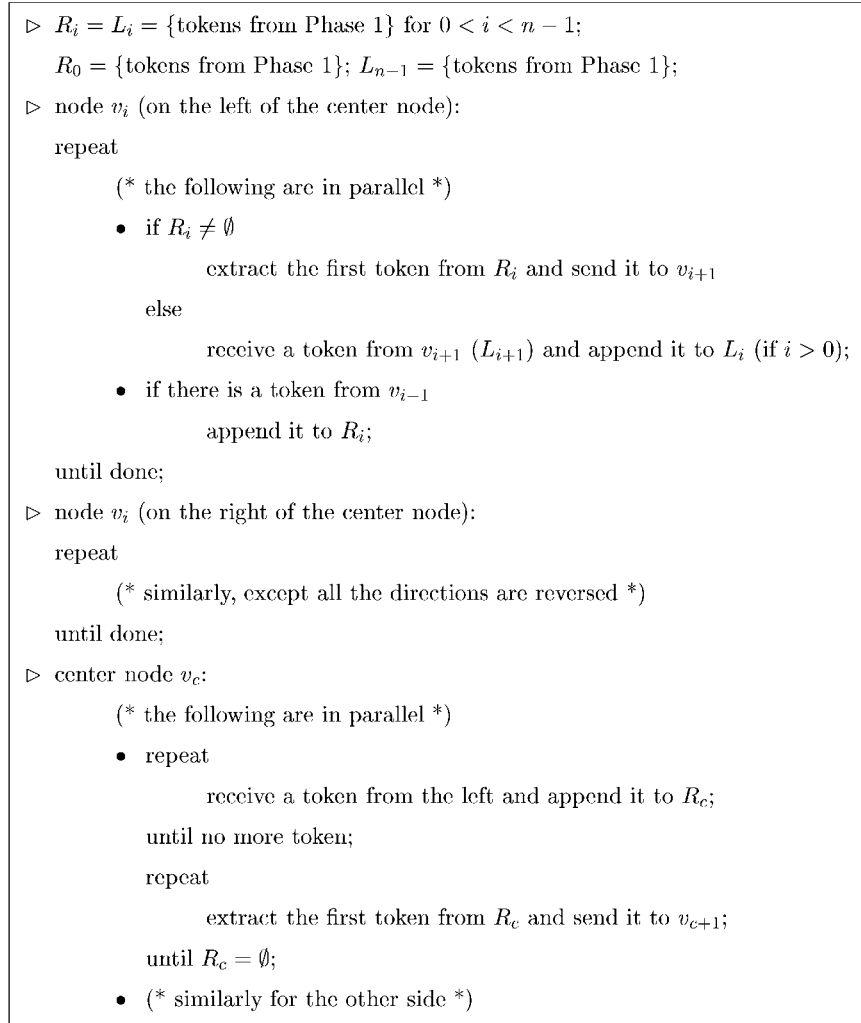 ▷ R_i = L_i = {tokens from Phase 1} for 0 < i < n − 1;
R_0 = {tokens from Phase 1}; L_{n−1} = {tokens from Phase 1};
▷ node v_i (on the left of the center node):
repeat
(* the following are in parallel *)
• if R_i ≠ ∅
extract the first token from R_i and send it to v_{i+1}
else
receive a token from v_{i+1} (L_{i+1}) and append it to L_i (if i > 0);
• if there is a token from v_{i−1}
append it to R_i;
until done;
▷ node v_i (on the right of the center node):
repeat
(* similarly, except all the directions are reversed *)
until done;
▷ center node v_c:
(* the following are in parallel *)
• repeat
receive a token from the left and append it to R_c;
until no more token;
repeat
extract the first token from R_c and send it to v_{c+1};
until R_c = ∅;
• (* similarly for the other side *)